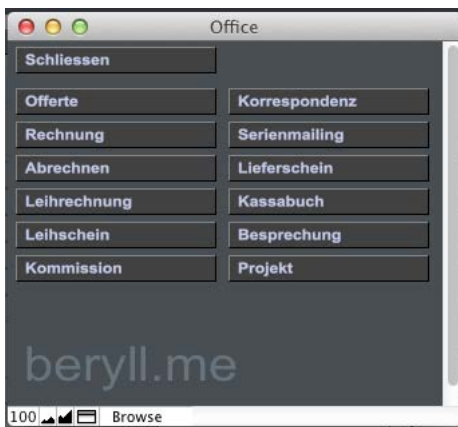 Office
Schliessen
Offerte Korrespondenz
Rechnung Serienmailing
Abrechnen Lieferschein
Leihrechnung Kassabuch
Leihschein Besprechung
Kommission Projekt
beryll.me
100 Browse